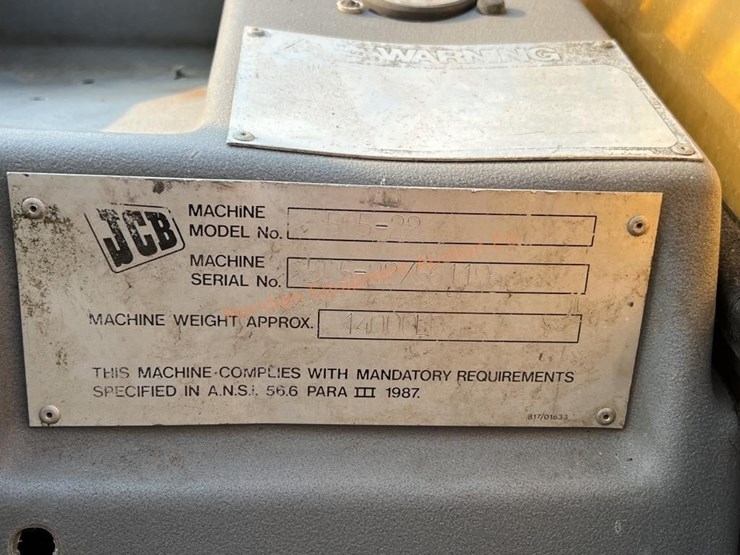 WARNING
JCB
MACHINE
MODEL No.
MACHINE
SERIAL No.
MACHINE WEIGHT APPROX.
THIS MACHINE COMPLIES WITH MANDATORY REQUIREMENTS
SPECIFIED IN A.N.S.I. 56.6 PARA III 1987.
817/01633